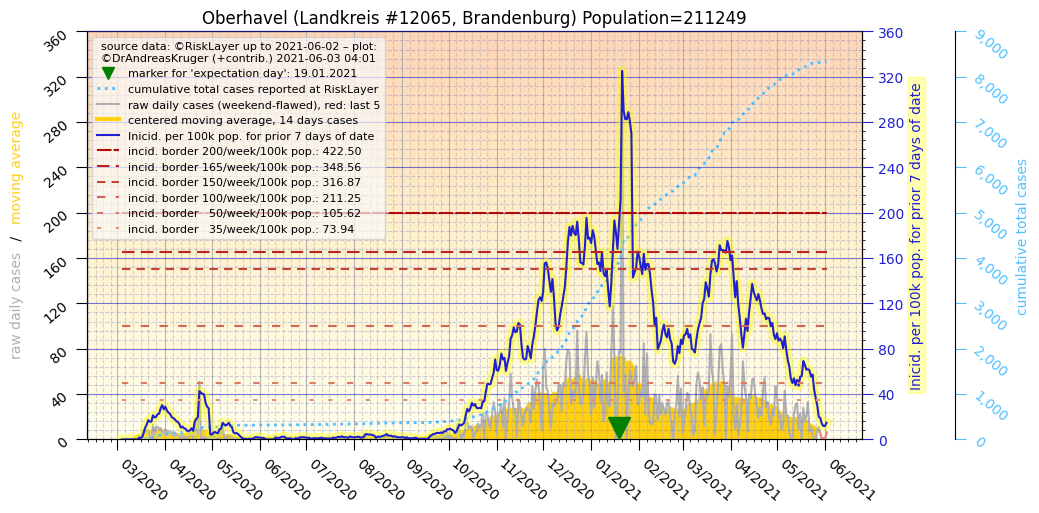 Oberhavel (Landkreis #12065, Brandenburg) Population=211249
source data: ©RiskLayer up to 2021-06-02 – plot:
©DrAndreasKruger (+contrib.) 2021-06-03 04:01
marker for 'expectation day': 19.01.2021
cumulative total cases reported at RiskLayer
raw daily cases (weekend-flawed), red: last 5
centered moving average, 14 days cases
Inicid. per 100k pop. for prior 7 days of date
incid. border 200/week/100k pop.: 422.50
incid. border 165/week/100k pop.: 348.56
incid. border 150/week/100k pop.: 316.87
incid. border 100/week/100k pop.: 211.25
incid. border   50/week/100k pop.: 105.62
incid. border   35/week/100k pop.: 73.94
raw daily cases / moving average
360
320
280
240
200
160
120
80
40
0
360
320
280
240
200
160
120
80
40
0
Inicid. per 100k pop. for prior 7 days of date
9,000
8,000
7,000
6,000
5,000
4,000
3,000
2,000
1,000
0
cumulative total cases
03/2020
04/2020
05/2020
06/2020
07/2020
08/2020
09/2020
10/2020
11/2020
12/2020
01/2021
02/2021
03/2021
04/2021
05/2021
06/2021